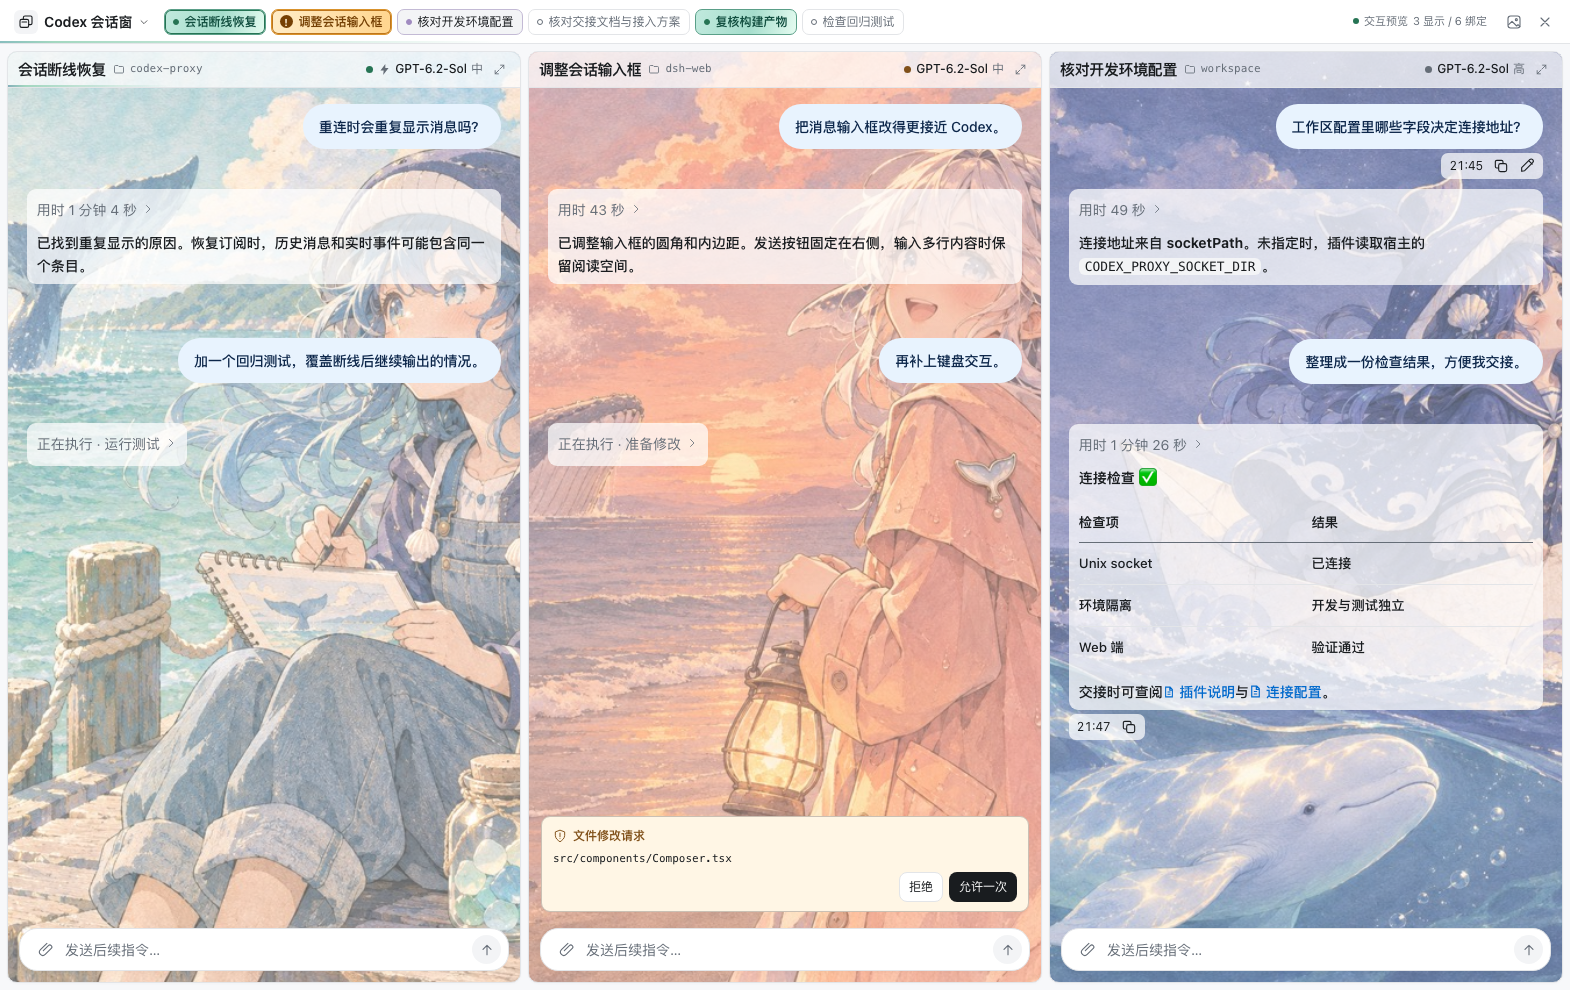 Codex 会话窗
会话断线恢复
调整会话输入框
核对开发环境配置
核对交接文档与接入方案
复核构建产物
检查回归测试
交互预览 3 显示 / 6 绑定
会话断线恢复 codex-proxy GPT-6.2-Sol 中
重连时会重复显示消息吗?
用时 1 分钟 4 秒
已找到重复显示的原因。恢复订阅时，历史消息和实时事件可能包含同一
个条目。
加一个回归测试，覆盖断线后继续输出的情况。
正在执行 · 运行测试
发送后续指令...
调整会话输入框 dsh-web GPT-6.2-Sol 中
把消息输入框改得更接近 Codex。
用时 43 秒
已调整输入框的圆角和内边距。发送按钮固定在右侧，输入多行内容时保
留阅读空间。
再补上键盘交互。
正在执行 · 准备修改
文件修改请求
src/components/Composer.tsx
拒绝 允许一次
发送后续指令...
核对开发环境配置 workspace GPT-6.2-Sol 高
工作区配置里哪些字段决定连接地址?
21:45
用时 49 秒
连接地址来自 socketPath。未指定时，插件读取宿主的
CODEX_PROXY_SOCKET_DIR 。
整理成一份检查结果，方便我交接。
用时 1 分钟 26 秒
连接检查 ✅
检查项 结果
Unix socket 已连接
环境隔离 开发与测试独立
Web 端 验证通过
交接时可查阅 插件说明与 连接配置。
21:47
发送后续指令...